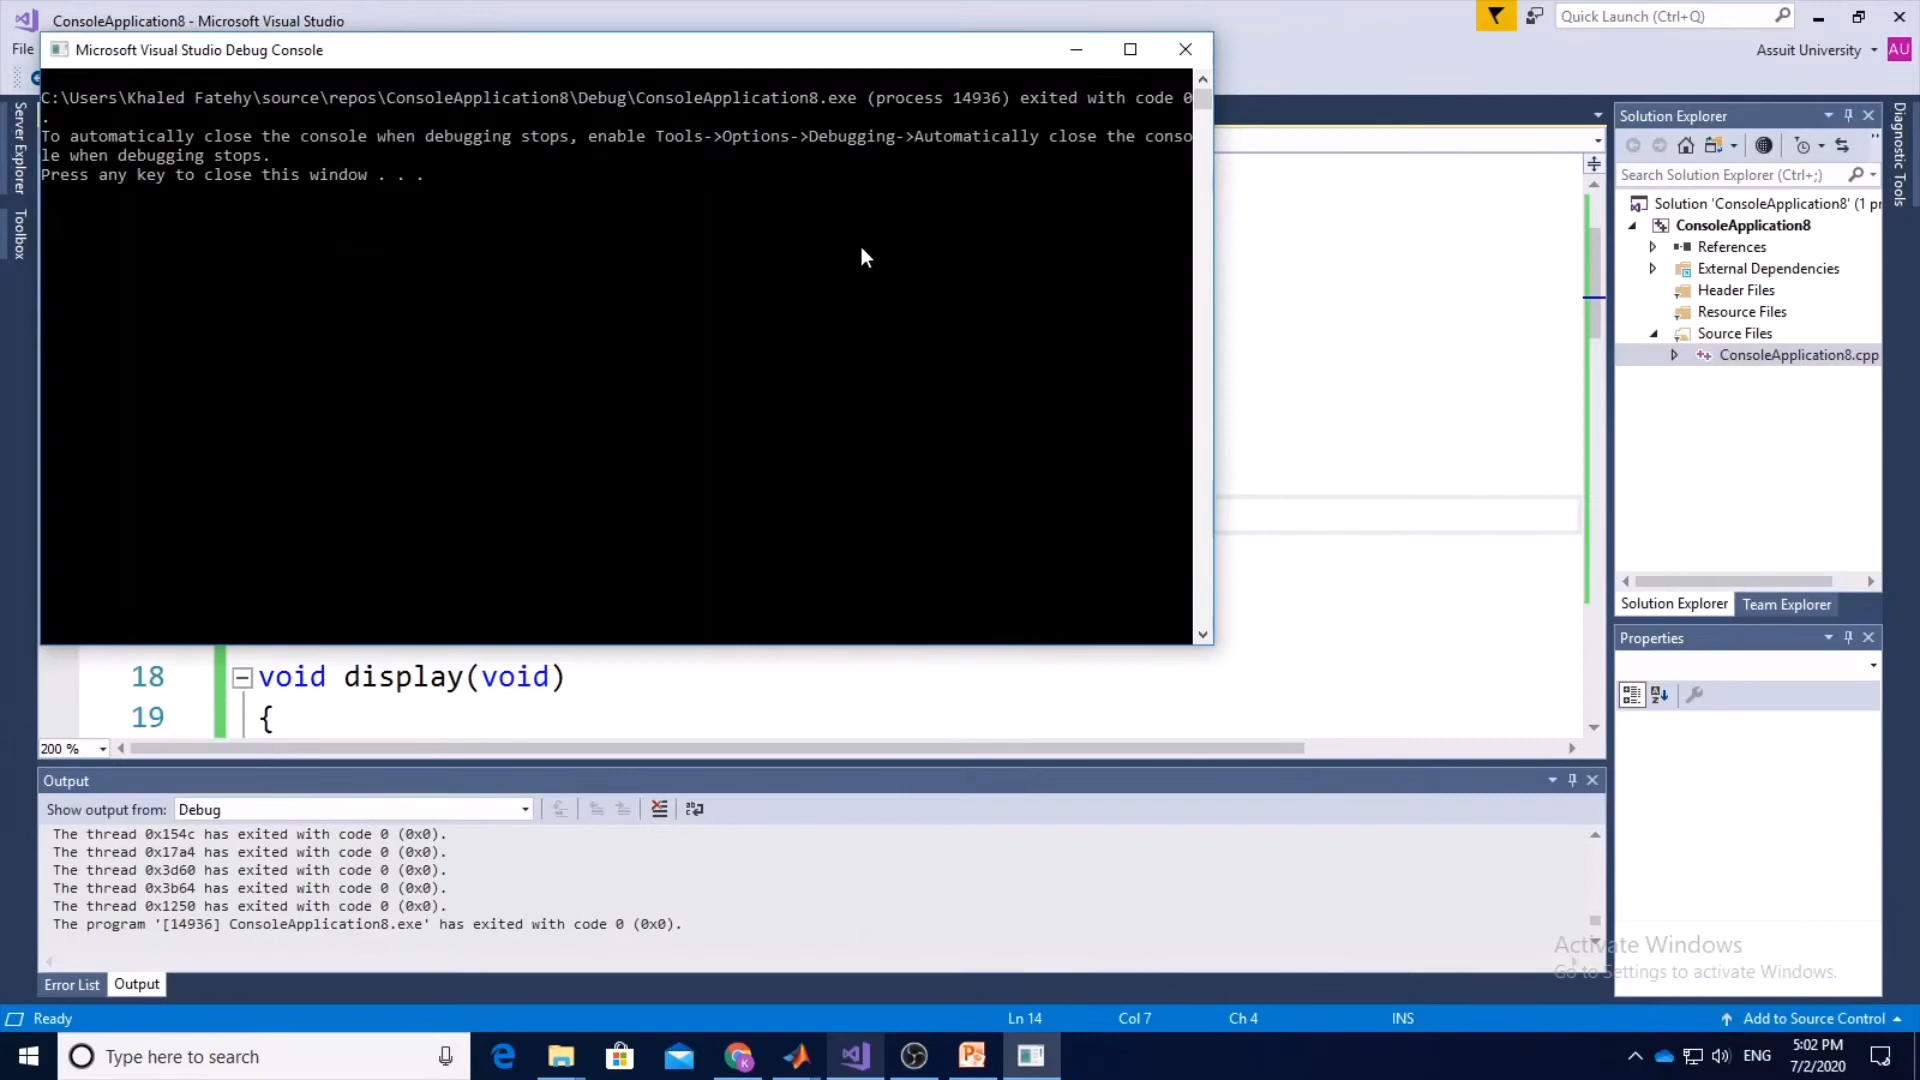 ConsoleApplication8 - Microsoft Visual Studio
Quick Launch (Ctrl+Q)
File
Assuit University
AU
Microsoft Visual Studio Debug Console
C:\Users\Khaled Fatehy\source\repos\ConsoleApplication8\Debug\ConsoleApplication8.exe (process 14936) exited with code 0
.
To automatically close the console when debugging stops, enable Tools->Options->Debugging->Automatically close the conso
le when debugging stops.
Press any key to close this window . . .
Server Explorer
Toolbox
Diagnostic Tools
Solution Explorer
Search Solution Explorer (Ctrl+;)
Solution 'ConsoleApplication8' (1 pr
ConsoleApplication8
References
External Dependencies
Header Files
Resource Files
Source Files
ConsoleApplication8.cpp
Solution Explorer
Team Explorer
Properties
18
void display(void)
19
{
200 %
Output
Show output from:
Debug
The thread 0x154c has exited with code 0 (0x0).
The thread 0x17a4 has exited with code 0 (0x0).
The thread 0x3d60 has exited with code 0 (0x0).
The thread 0x3b64 has exited with code 0 (0x0).
The thread 0x1250 has exited with code 0 (0x0).
The program '[14936] ConsoleApplication8.exe' has exited with code 0 (0x0).
Activate Windows
Go to Settings to activate Windows.
Error List
Output
Ready
Ln 14
Col 7
Ch 4
INS
Add to Source Control
Type here to search
ENG
5:02 PM
7/2/2020